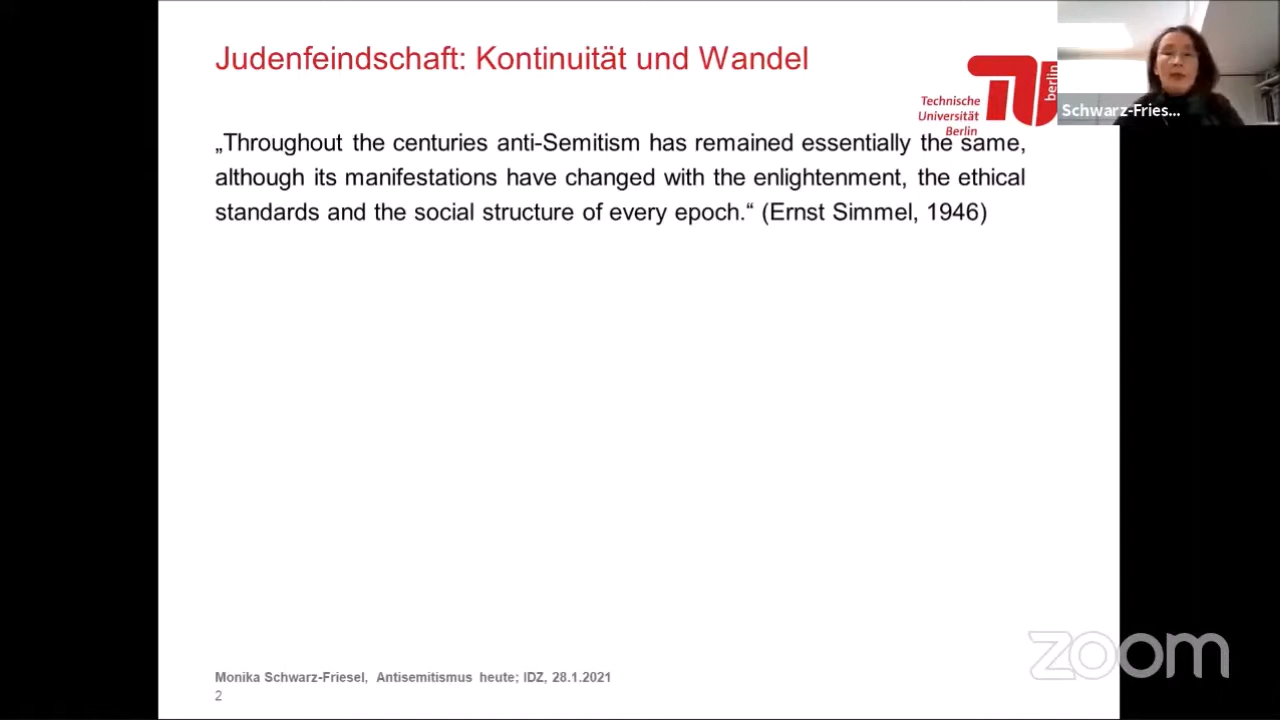 Judenfeindschaft: Kontinuität und Wandel
Technische
Universität
Berlin
berlin
Schwarz-Fries...
„Throughout the centuries anti-Semitism has remained essentially the same,
although its manifestations have changed with the enlightenment, the ethical
standards and the social structure of every epoch.“ (Ernst Simmel, 1946)
zoom
Monika Schwarz-Friesel, Antisemitismus heute; IDZ, 28.1.2021
2